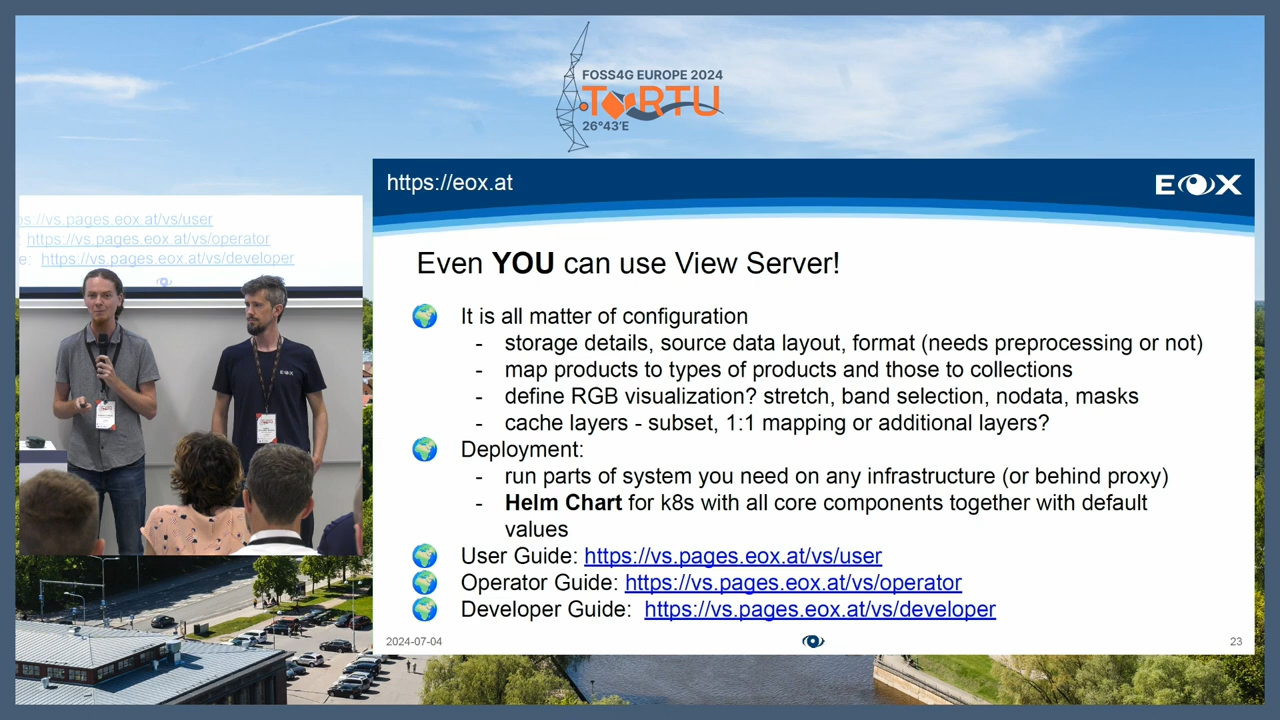 FOSS4G EUROPE 2024
TARTU
26°43'E
https://eox.at
EOX
Even YOU can use View Server!
It is all matter of configuration
- storage details, source data layout, format (needs preprocessing or not)
- map products to types of products and those to collections
- define RGB visualization? stretch, band selection, nodata, masks
- cache layers - subset, 1:1 mapping or additional layers?
Deployment:
- run parts of system you need on any infrastructure (or behind proxy)
- Helm Chart for k8s with all core components together with default
values
User Guide: https://vs.pages.eox.at/vs/user
Operator Guide: https://vs.pages.eox.at/vs/operator
Developer Guide: https://vs.pages.eox.at/vs/developer
2024-07-04
23
ps://vs.pages.eox.at/vs/user
: https://vs.pages.eox.at/vs/operator
e: https://vs.pages.eox.at/vs/developer
EOX